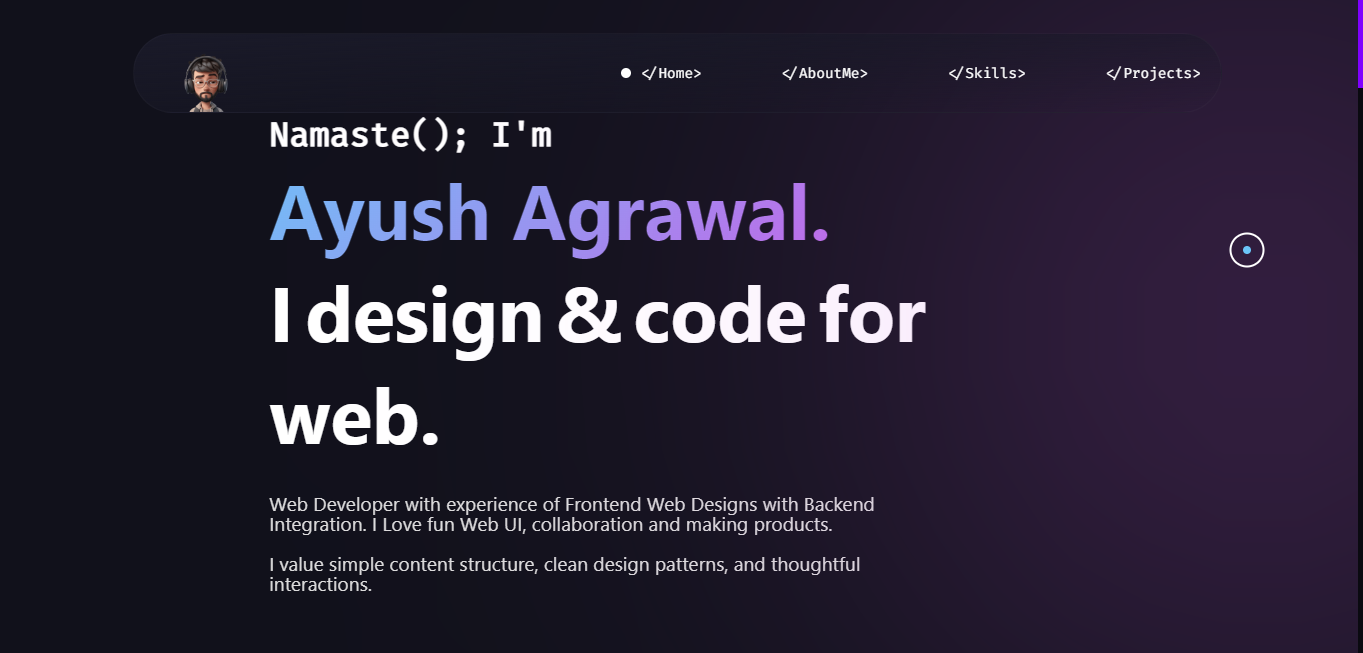 </Home> </AboutMe> </Skills> </Projects>
Namaste(); I'm
Ayush Agrawal.
I design & code for
web.
Web Developer with experience of Frontend Web Designs with Backend
Integration. I Love fun Web UI, collaboration and making products.
I value simple content structure, clean design patterns, and thoughtful
interactions.